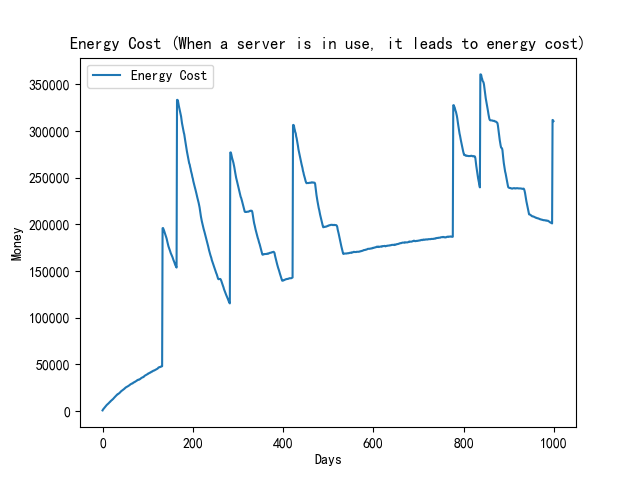 Energy Cost (When a server is in use, it leads to energy cost)
Energy Cost
350000
300000
250000
200000
150000
100000
50000
0
Money
0 200 400 600 800 1000
Days